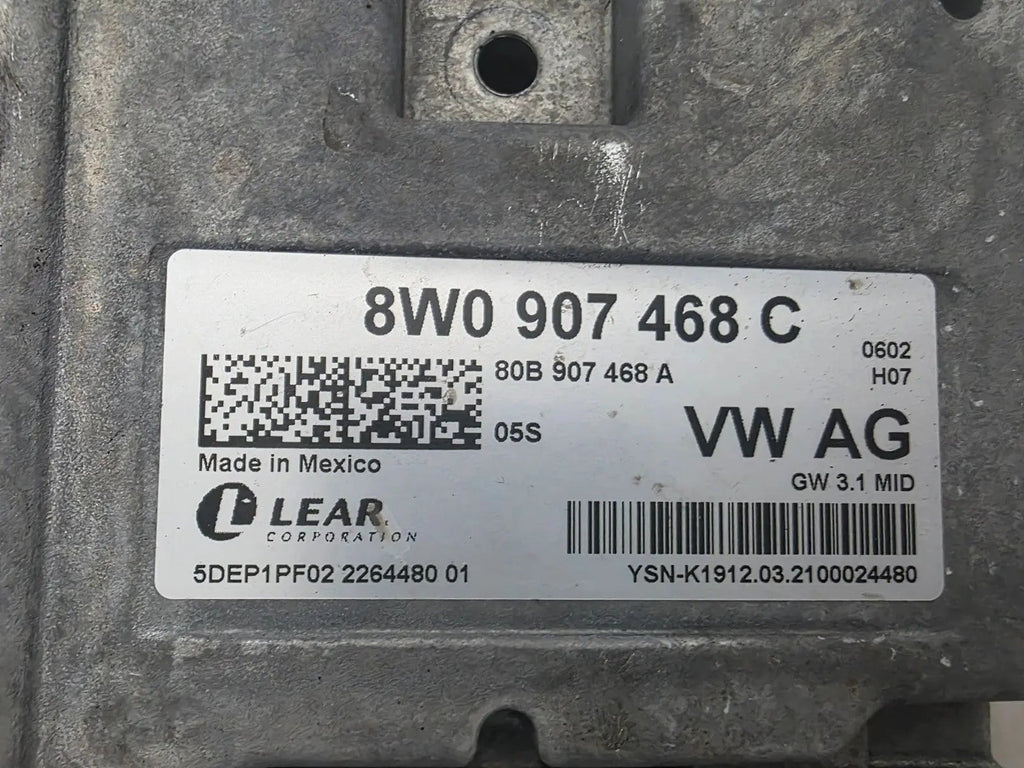 8W0 907 468 C
80B 907 468 A
0602
H07
05S
VW AG
Made in Mexico
GW 3.1 MID
LEAR
CORPORATION
5DEP1PF02 2264480 01
YSN-K1912.03.2100024480